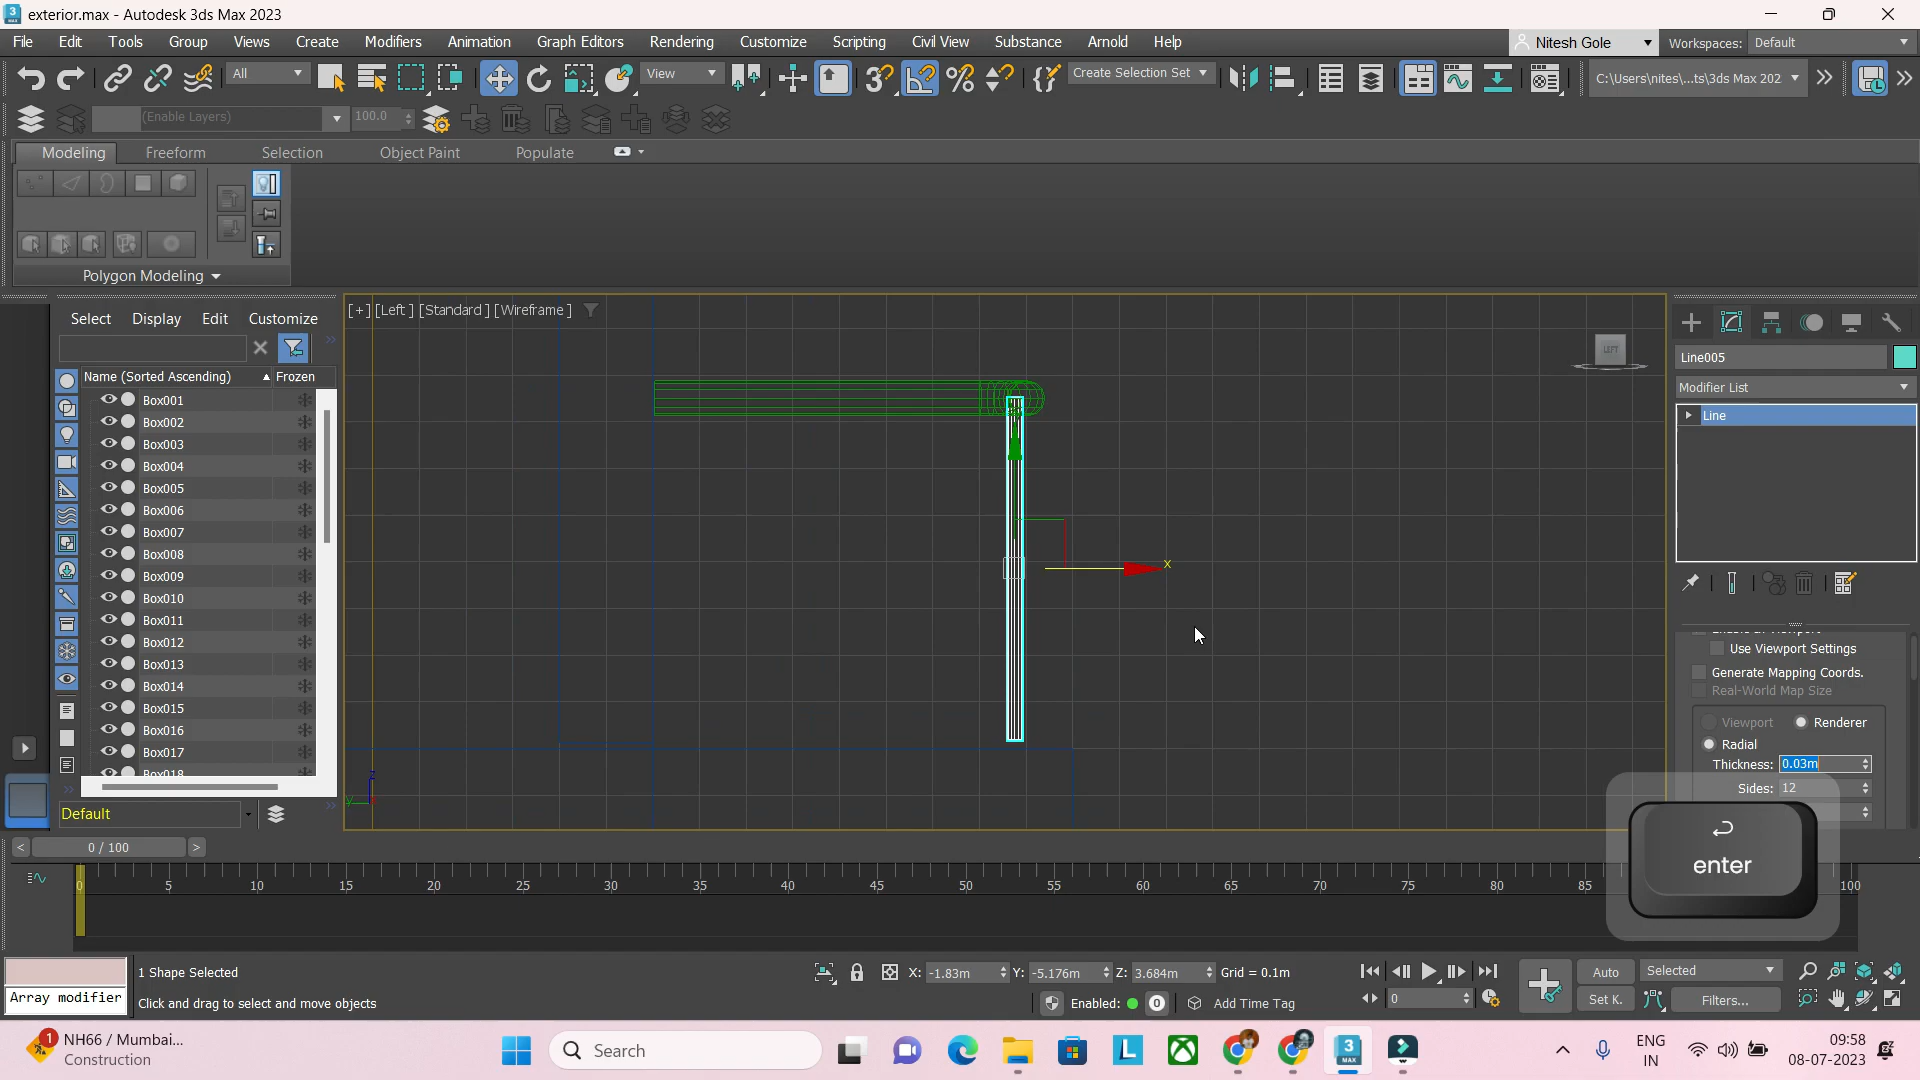 exterior.max - Autodesk 3ds Max 2023
File Edit Tools Group Views Create Modifiers Animation Graph Editors Rendering Customize Scripting Civil View Substance Arnold Help
Nitesh Gole Workspaces: Default
All View Create Selection Set C:\Users\nites\...ts\3ds Max 202
(Enable Layers) 100.0
Modeling Freeform Selection Object Paint Populate
Polygon Modeling
Select Display Edit Customize
[+] [Left ] [Standard ] [Wireframe ]
LEFT
Name (Sorted Ascending) Frozen
Box001
Box002
Box003
Box004
Box005
Box006
Box007
Box008
Box009
Box010
Box011
Box012
Box013
Box014
Box015
Box016
Box017
Box018
Default
x
z
y
Line005
Modifier List
Line
Use Viewport Settings
Generate Mapping Coords.
Real-World Map Size
Viewport Renderer
Radial
Thickness: 0.03m
Sides: 12
enter
0 / 100
0 5 10 15 20 25 30 35 40 45 50 55 60 65 70 75 80 85 100
1 Shape Selected
Array modifier
Click and drag to select and move objects
X: -1.83m Y: -5.176m Z: 3.684m Grid = 0.1m
Enabled: 0 Add Time Tag
0
Auto Selected
Set K. Filters...
1 NH66 / Mumbai...
Construction
Search
ENG
IN
09:58
08-07-2023